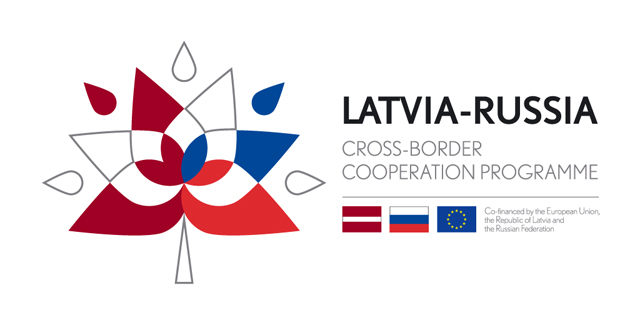 LATVIA-RUSSIA
CROSS-BORDER
COOPERATION PROGRAMME
Co-financed by the European Union,
the Republic of Latvia and
the Russian Federation